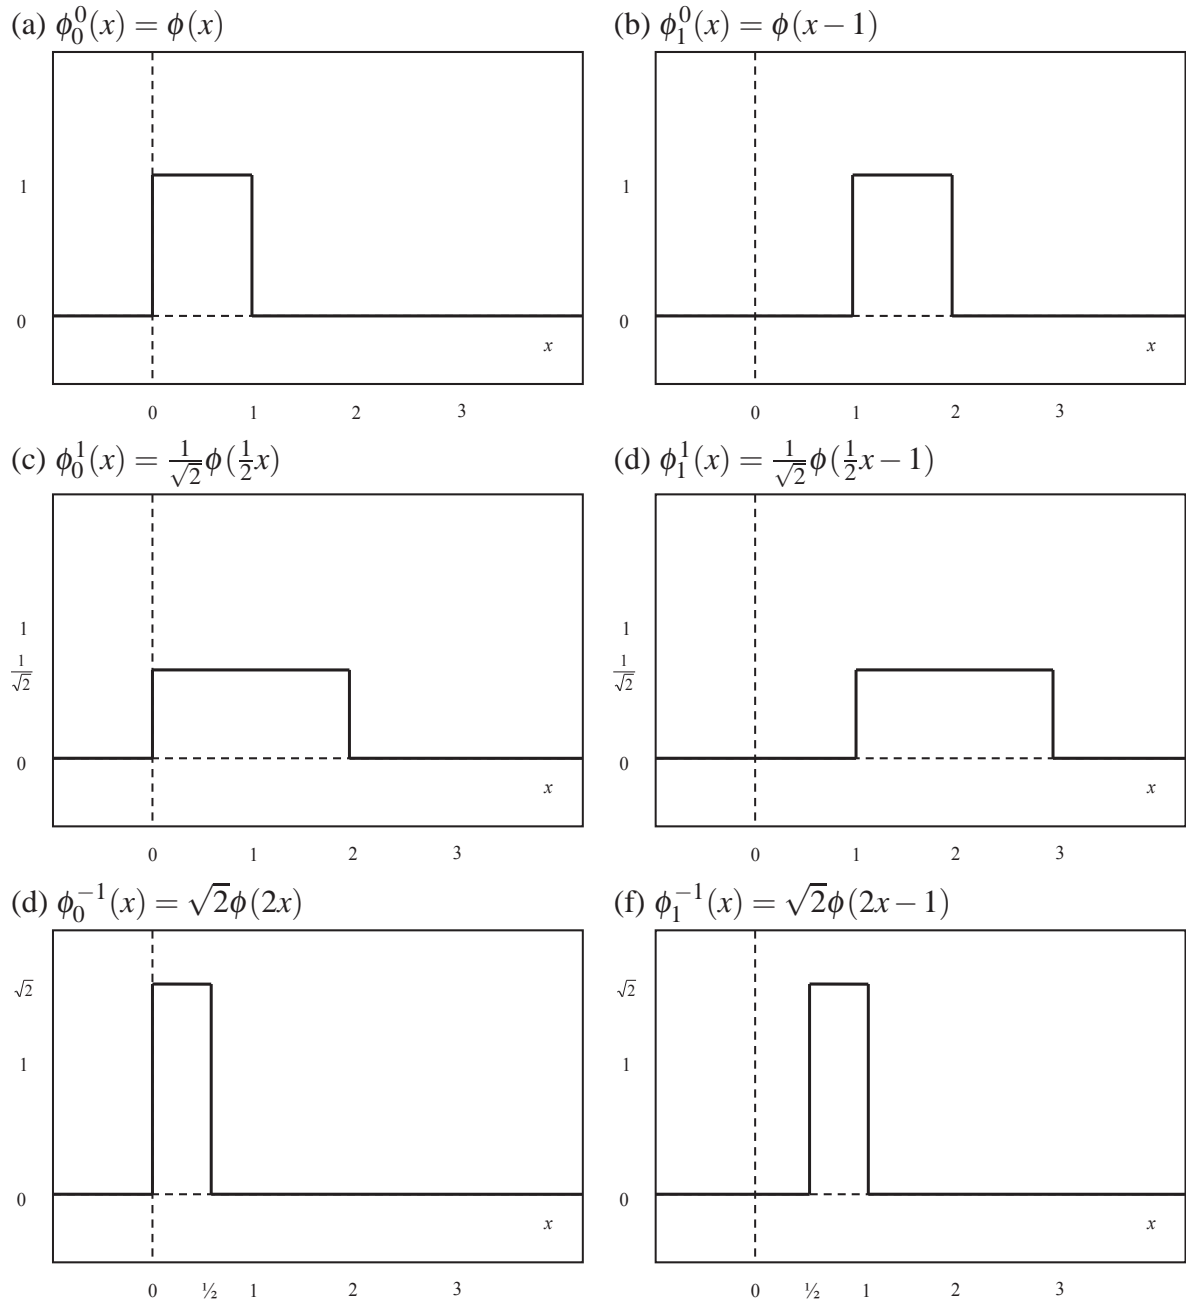 (a) φ₀⁰(x) = φ(x)
1
0
x
0 1 2 3
(b) φ₁⁰(x) = φ(x − 1)
1
0
x
0 1 2 3
(c) φ₀¹(x) = 1/√2 φ(1/2 x)
1
1/√2
0
x
0 1 2 3
(d) φ₁¹(x) = 1/√2 φ(1/2 x − 1)
1
1/√2
0
x
0 1 2 3
(d) φ₀⁻¹(x) = √2φ(2x)
√2
1
0
x
0 ½ 1 2 3
(f) φ₁⁻¹(x) = √2φ(2x − 1)
√2
1
0
x
0 ½ 1 2 3